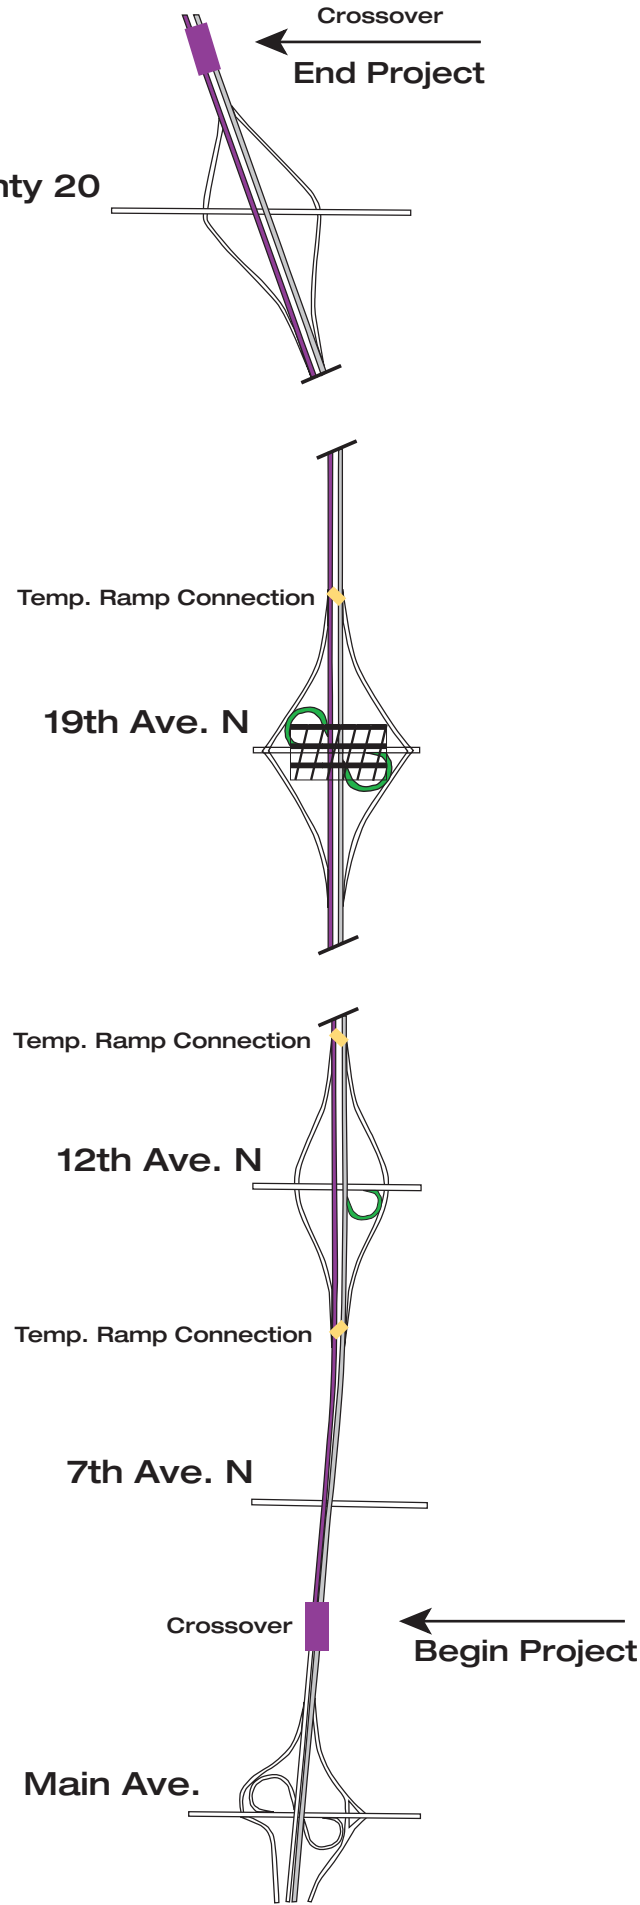 Crossover
End Project
nty 20
Temp. Ramp Connection
19th Ave. N
Temp. Ramp Connection
12th Ave. N
Temp. Ramp Connection
7th Ave. N
Crossover
Begin Project
Main Ave.